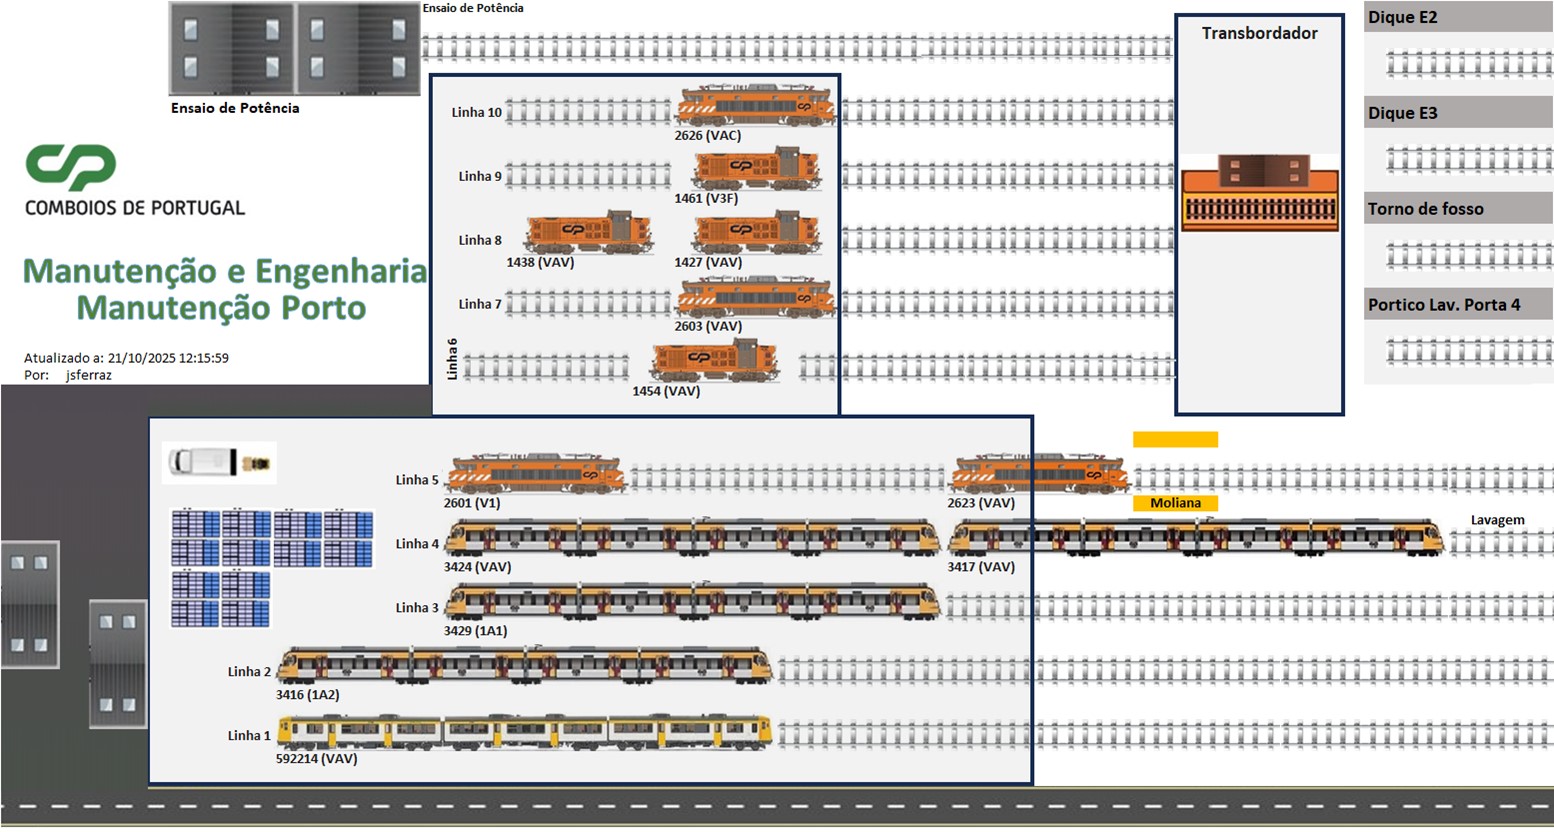 Ensaio de Potência
Ensaio de Potência
CP
COMBOIOS DE PORTUGAL
Manutenção e Engenharia
Manutenção Porto
Atualizado a: 21/10/2025 12:15:59
Por: jsferraz
Linha 10
2626 (VAC)
Linha 9
1461 (V3F)
Linha 8
1438 (VAV)
1427 (VAV)
Linha 7
2603 (VAV)
Linha 6
1454 (VAV)
Transbordador
Dique E2
Dique E3
Torno de fosso
Portico Lav. Porta 4
Linha 5
2601 (V1)
2623 (VAV)
Moliana
Linha 4
3424 (VAV)
3417 (VAV)
Lavagem
Linha 3
3429 (1A1)
Linha 2
3416 (1A2)
Linha 1
592214 (VAV)